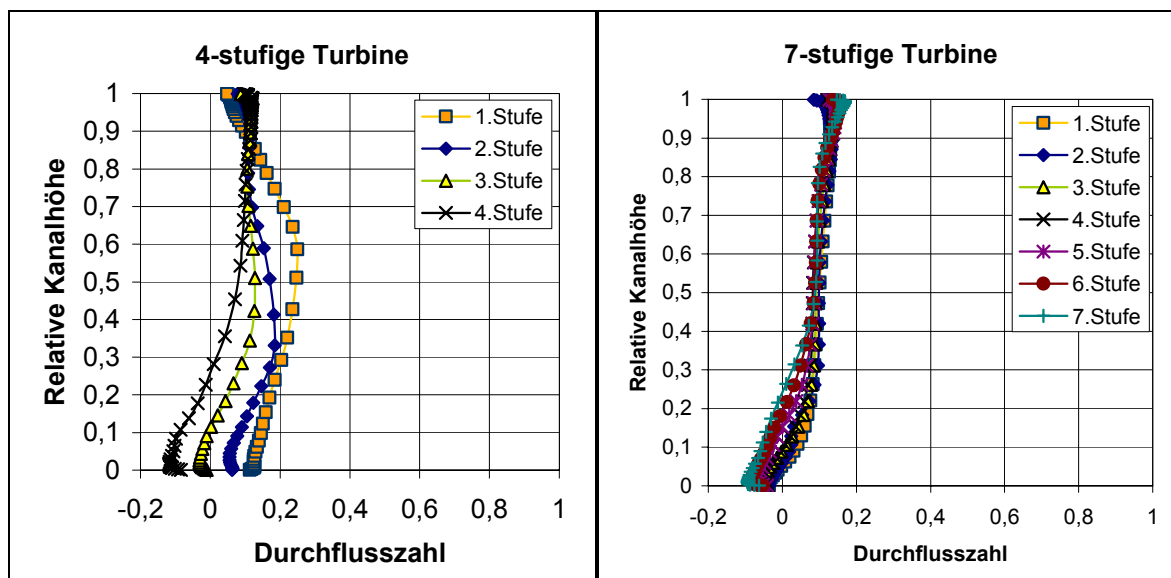 4-stufige Turbine
Relative Kanalhöhe
1
0,9
0,8
0,7
0,6
0,5
0,4
0,3
0,2
0,1
0
-0,2 0 0,2 0,4 0,6 0,8 1
Durchflusszahl
1.Stufe
2.Stufe
3.Stufe
4.Stufe
7-stufige Turbine
Relative Kanalhöhe
1
0,9
0,8
0,7
0,6
0,5
0,4
0,3
0,2
0,1
0
-0,2 0 0,2 0,4 0,6 0,8 1
Durchflusszahl
1.Stufe
2.Stufe
3.Stufe
4.Stufe
5.Stufe
6.Stufe
7.Stufe